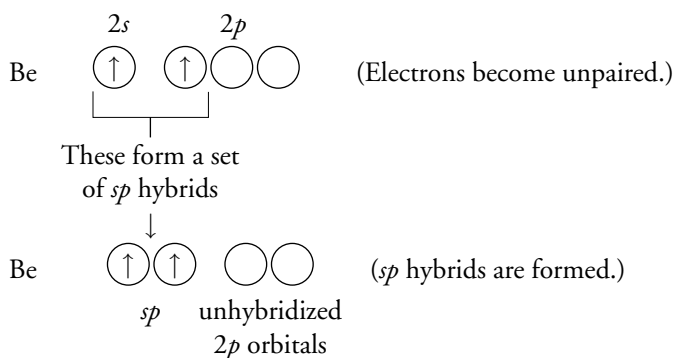 2s 2p
Be ↑ ↑ (Electrons become unpaired.)
These form a set
of sp hybrids
Be ↑ ↑ (sp hybrids are formed.)
sp unhybridized
2p orbitals